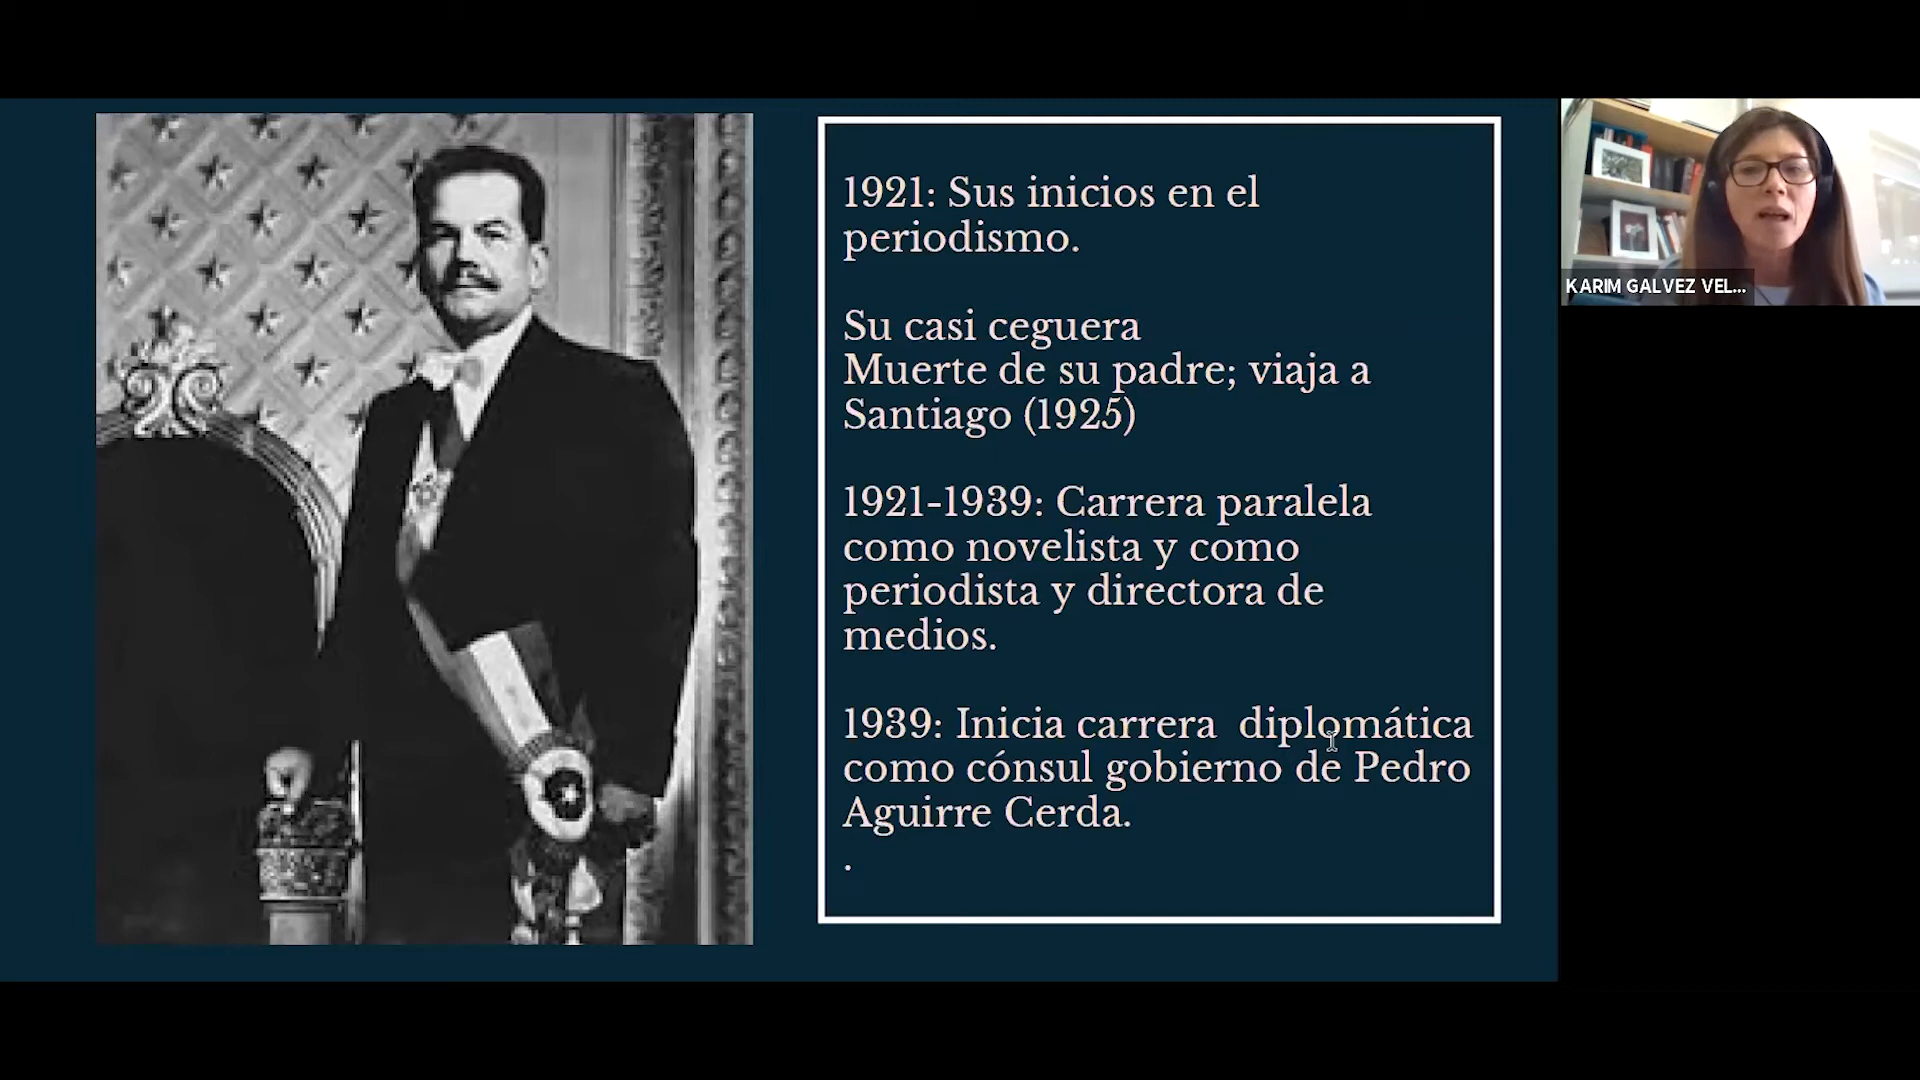 1921: Sus inicios en el
periodismo.
Su casi ceguera
Muerte de su padre; viaja a
Santiago (1925)
1921-1939: Carrera paralela
como novelista y como
periodista y directora de
medios.
1939: Inicia carrera diplomática
como cónsul gobierno de Pedro
Aguirre Cerda.
.
KARIM GALVEZ VEL...